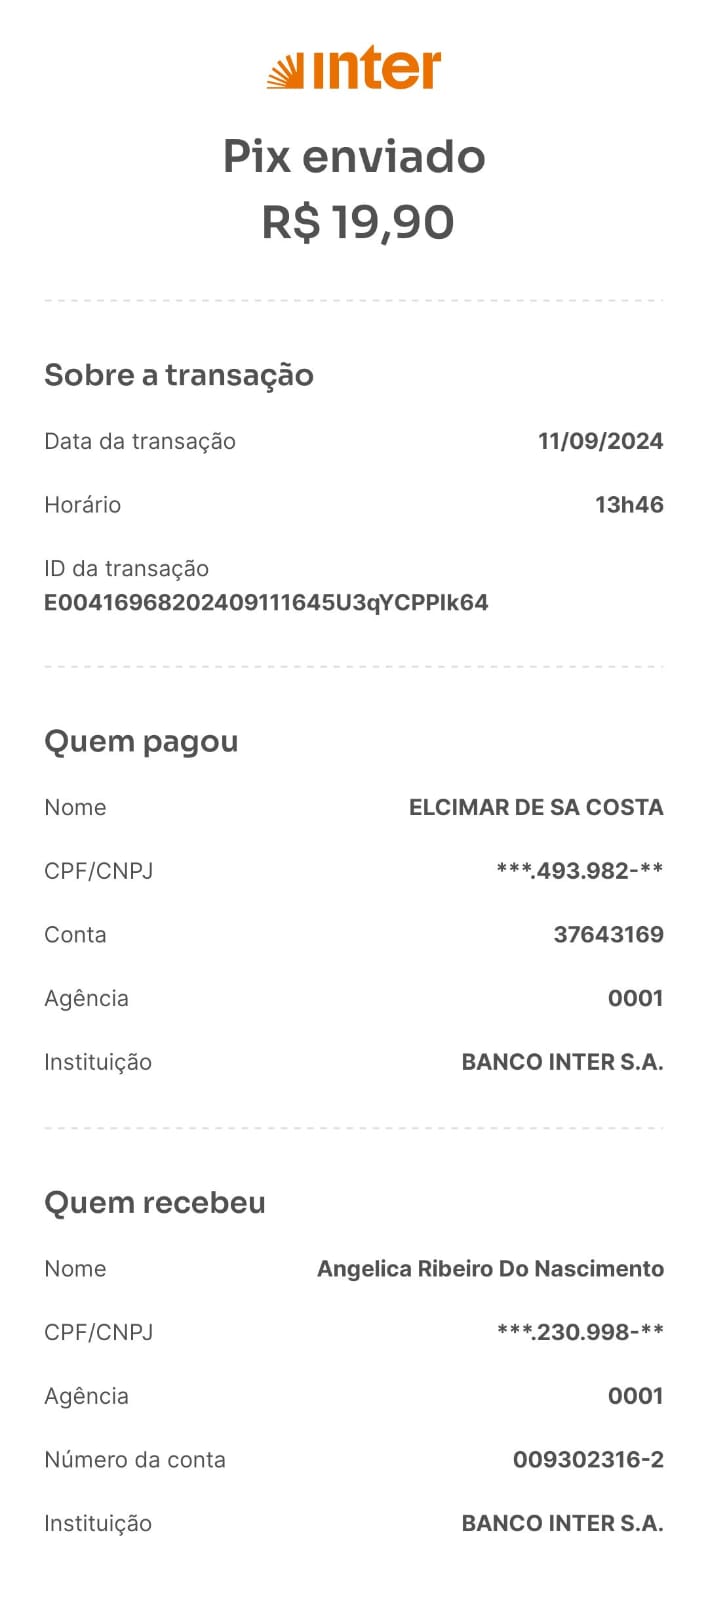 inter
Pix enviado
R$ 19,90
Sobre a transação
Data da transação 11/09/2024
Horário 13h46
ID da transação
E00416968202409111645U3qYCPPIk64
Quem pagou
Nome ELCIMAR DE SA COSTA
CPF/CNPJ ***.493.982-**
Conta 37643169
Agência 0001
Instituição BANCO INTER S.A.
Quem recebeu
Nome Angelica Ribeiro Do Nascimento
CPF/CNPJ ***.230.998-**
Agência 0001
Número da conta 009302316-2
Instituição BANCO INTER S.A.